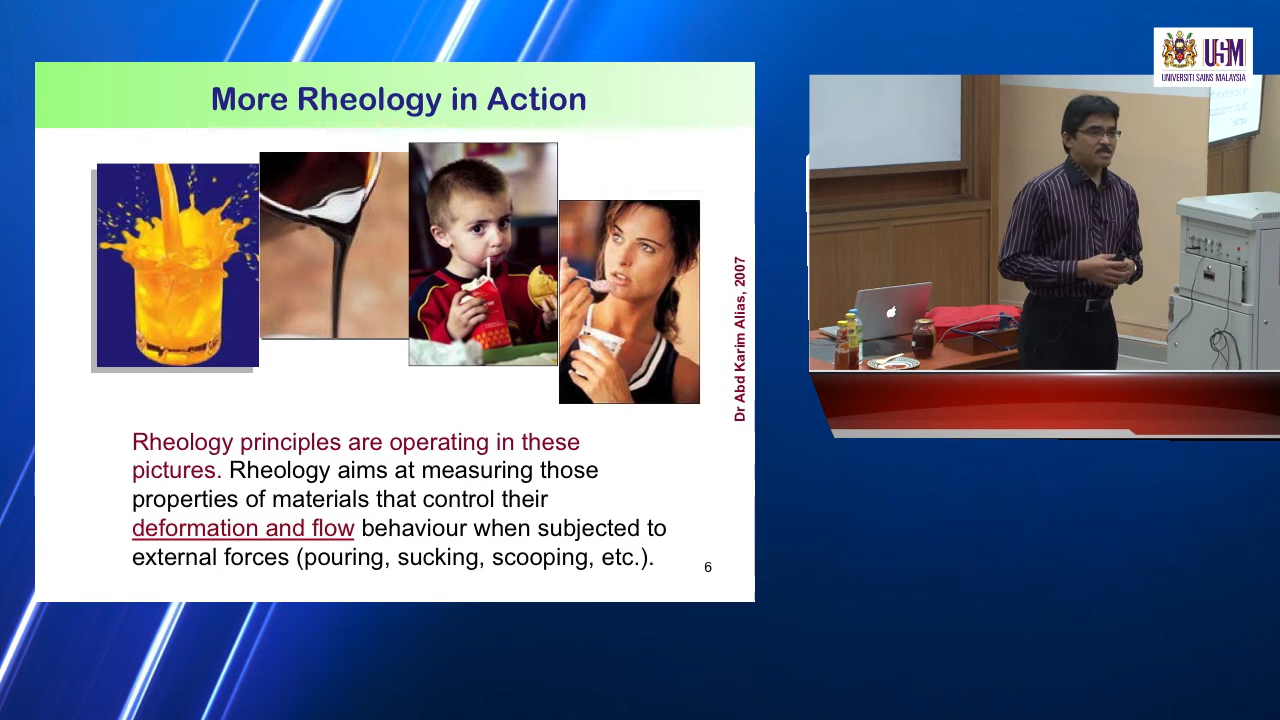 More Rheology in Action
Dr Abd Karim Alias, 2007
Rheology principles are operating in these
pictures. Rheology aims at measuring those
properties of materials that control their
deformation and flow behaviour when subjected to
external forces (pouring, sucking, scooping, etc.).
6
USM
UNIVERSITI SAINS MALAYSIA